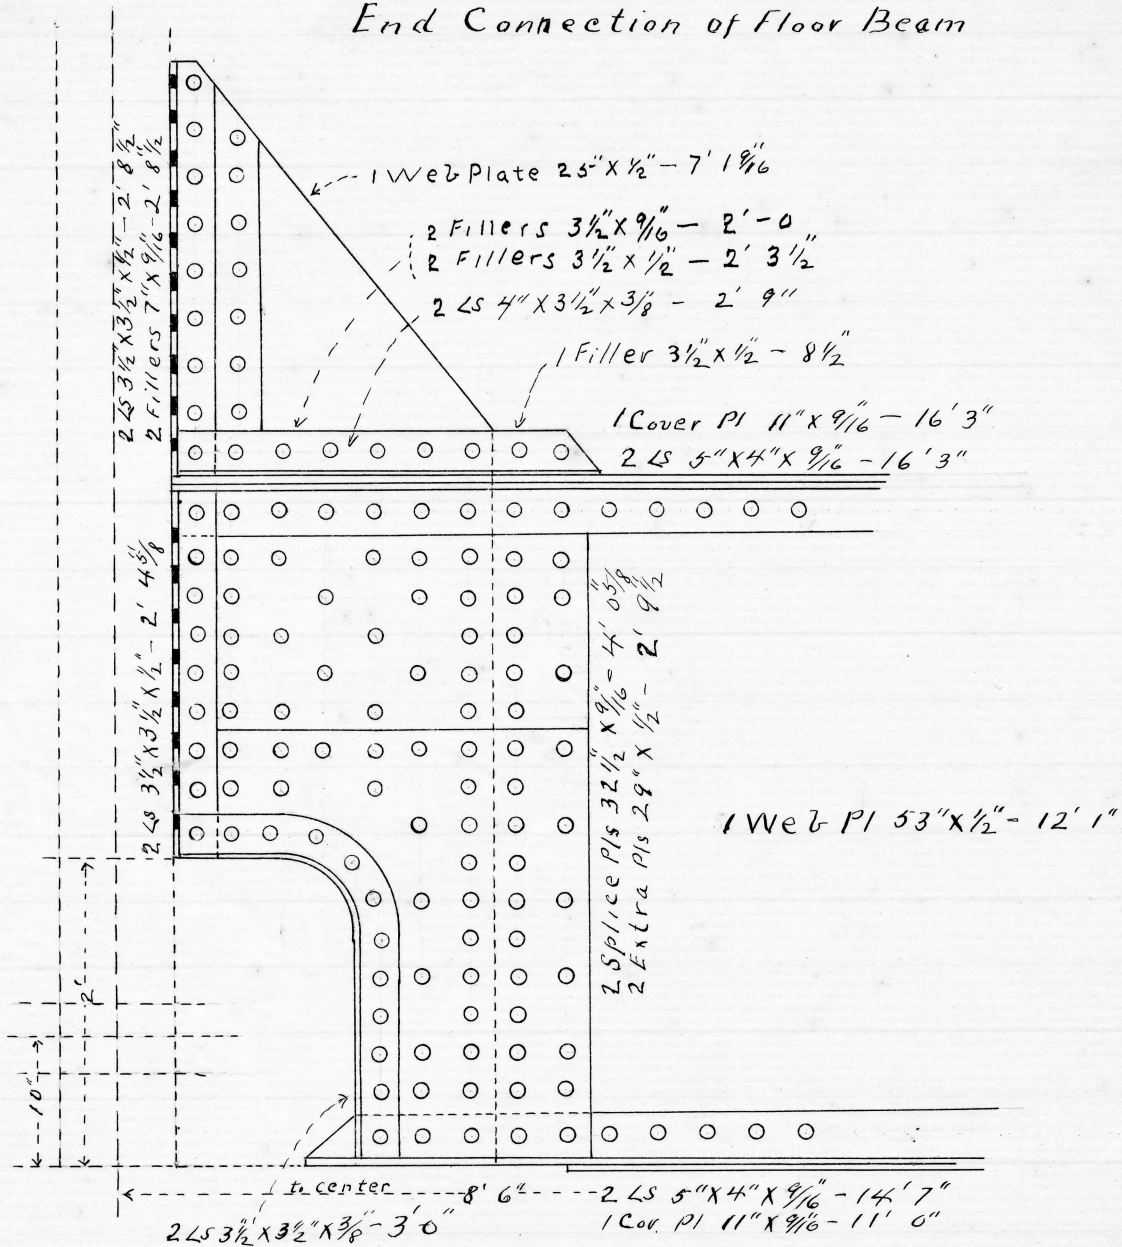 End Connection of Floor Beam
1 Web Plate 25" X 1/2" - 7' 1 9/16
2 Fillers 3 1/2" X 9/16" - 2' - 0
2 Fillers 3 1/2" X 1/2" - 2' 3 1/2"
2 LS 4" X 3 1/2" X 3/8 - 2' 9"
1 Filler 3 1/2" X 1/2 - 8 1/2"
2 LS 3 1/2" X 3 1/2" X 1/2" - 2' 8 1/2"
2 Fillers 7" X 9/16 - 2' 8 1/2
1 Cover Pl 11" X 9/16 - 16' 3"
2 LS 5" X 4" X 9/16 - 16' 3"
2 LS 3 1/2" X 3 1/2" X 1/2" - 2' 4 5/8
2 Splice Pls 32 1/2" X 9/16" - 4' 0 5/8"
2 Extra Pls 29" X 1/2" - 2' 9 1/2"
1 Web Pl 53" X 1/2" - 12' 1"
2'
10"
to center 8' 6"
2 LS 5" X 4" X 9/16" - 14' 7"
2 LS 3 1/2" X 3 1/2" X 3/8 - 3' 0"
1 Cov. Pl 11" X 9/16 - 11' 0"